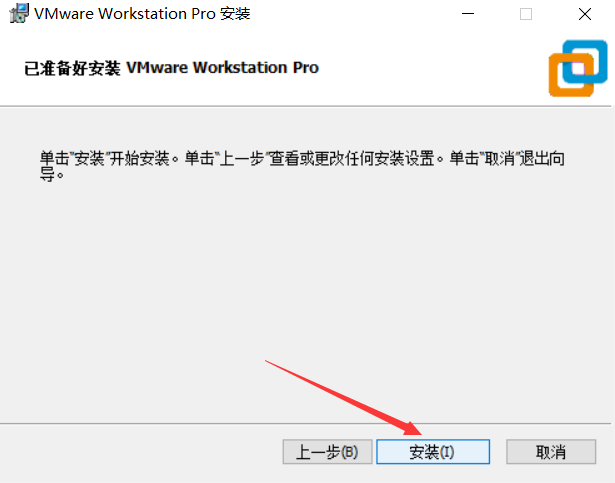 VMware Workstation Pro 安装
已准备好安装 VMware Workstation Pro
单击“安装”开始安装。单击“上一步”查看或更改任何安装设置。单击“取消”退出向
导。
上一步(B) 安装(I) 取消